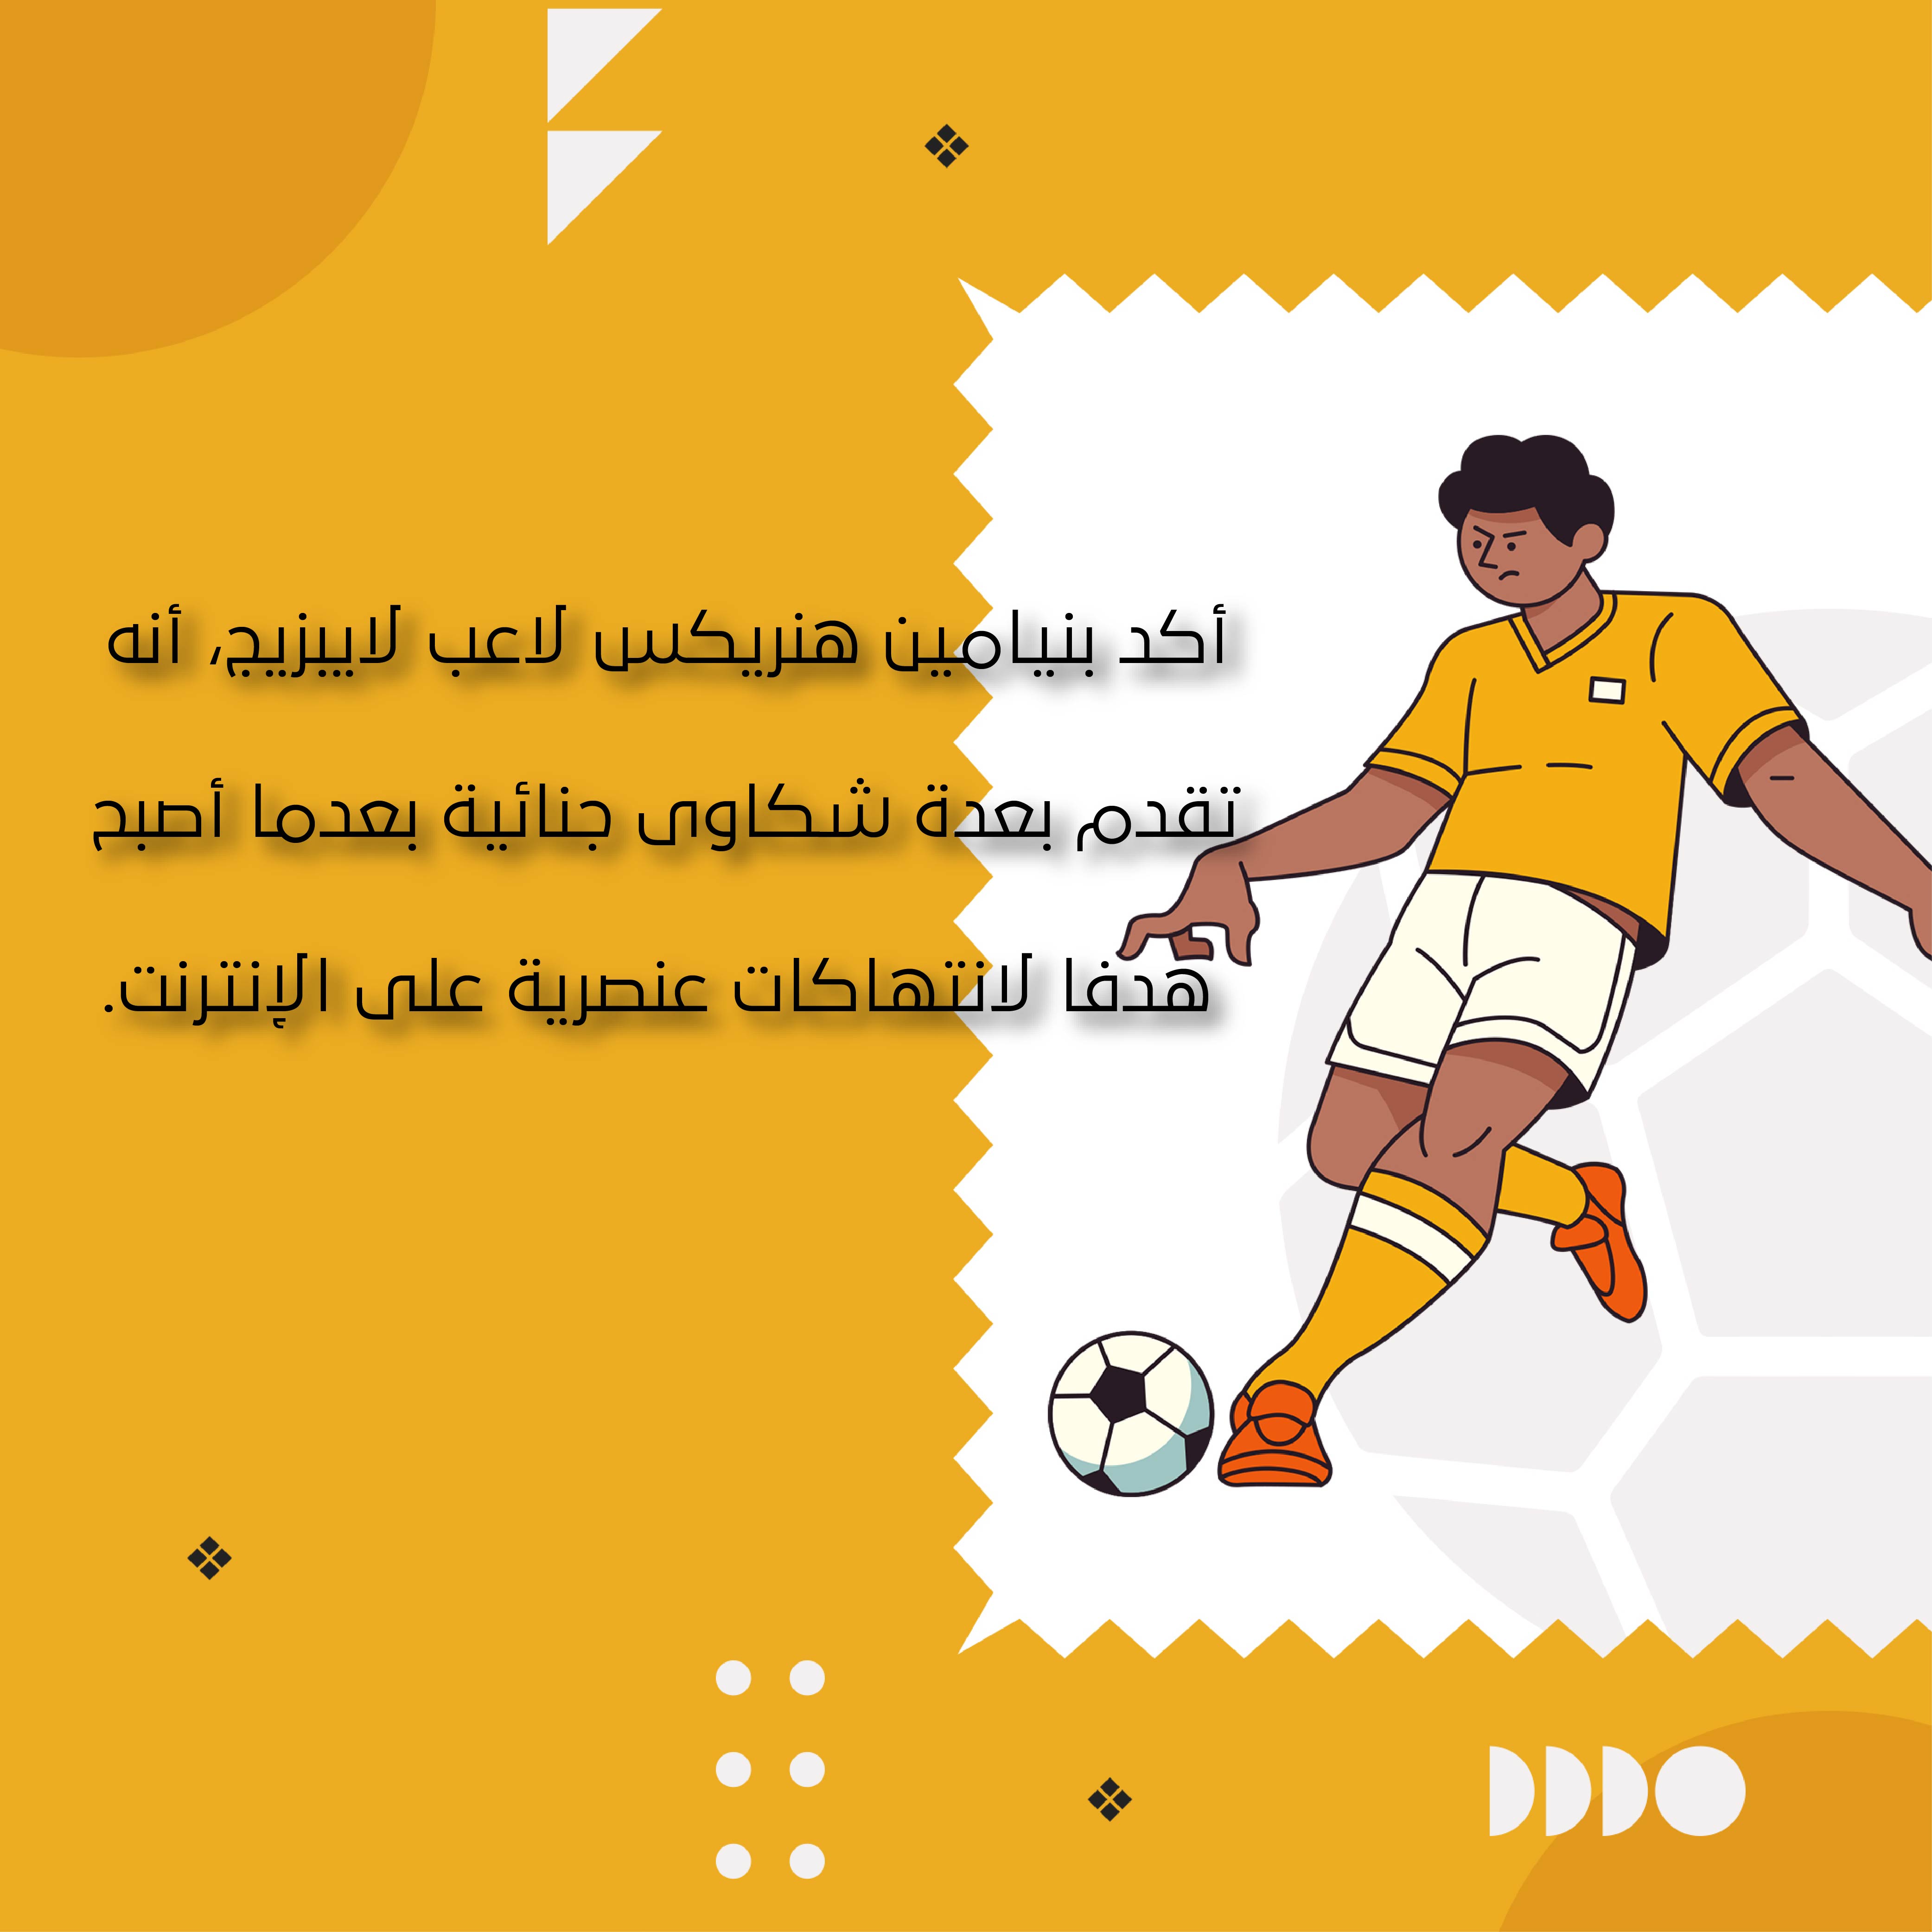 أكد بنيامين هنريكس لاعب لايبزيج، أنه
تقدم بعدة شكاوى جنائية بعدما أصبح
هدفا لانتهاكات عنصرية على الإنترنت.